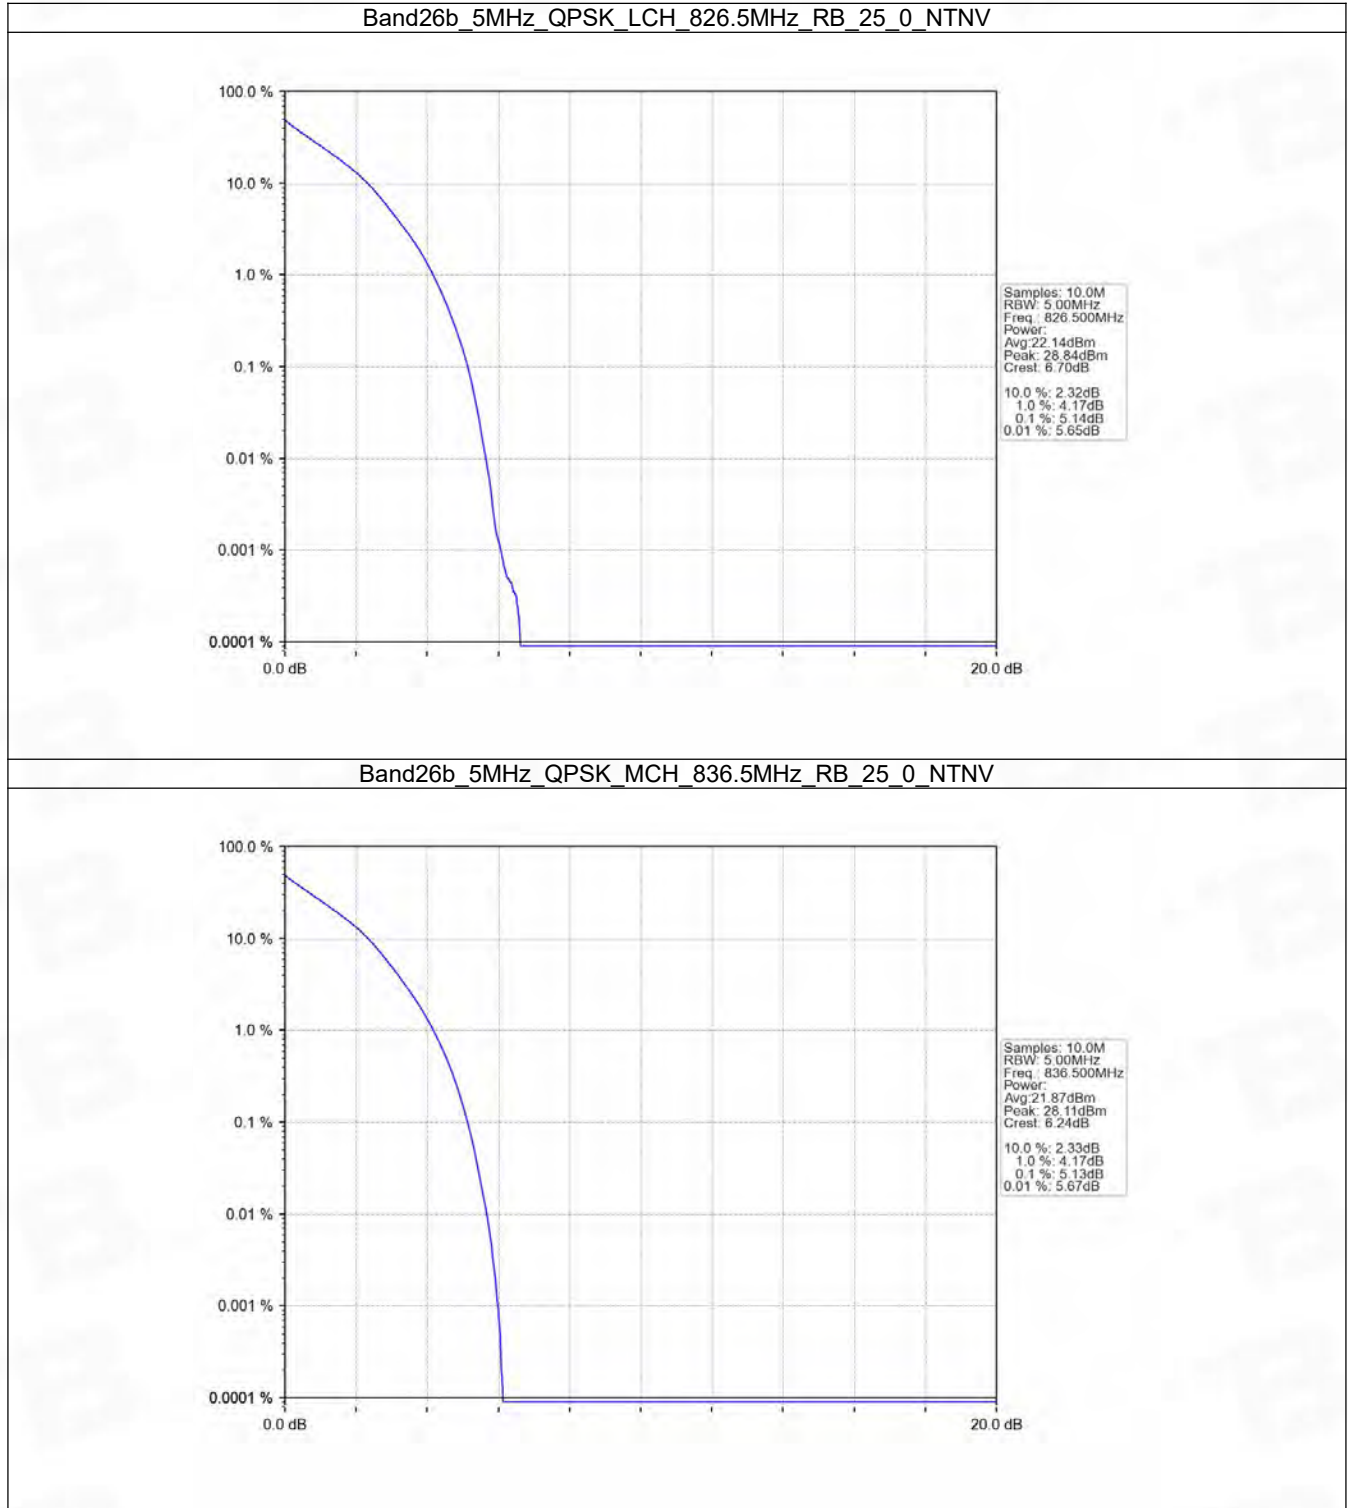 Band26b_5MHz_QPSK_LCH_826.5MHz_RB_25_0_NTNV
100.0 %
10.0 %
1.0 %
0.1 %
0.01 %
0.001 %
0.0001 %
0.0 dB
20.0 dB
Samples: 10.0M
RBW: 5.00MHz
Freq.: 826.500MHz
Power:
Avg:22.14dBm
Peak: 28.84dBm
Crest: 6.70dB
10.0 %: 2.32dB
1.0 %: 4.17dB
0.1 %: 5.14dB
0.01 %: 5.65dB
Band26b_5MHz_QPSK_MCH_836.5MHz_RB_25_0_NTNV
100.0 %
10.0 %
1.0 %
0.1 %
0.01 %
0.001 %
0.0001 %
0.0 dB
20.0 dB
Samples: 10.0M
RBW: 5.00MHz
Freq.: 836.500MHz
Power:
Avg:21.87dBm
Peak: 28.11dBm
Crest: 6.24dB
10.0 %: 2.33dB
1.0 %: 4.17dB
0.1 %: 5.13dB
0.01 %: 5.67dB